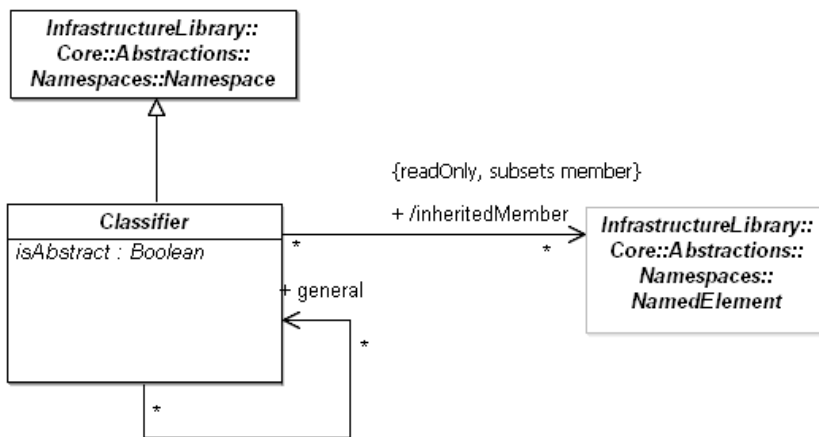 InfrastructureLibrary::
Core::Abstractions::
Namespaces::Namespace
{readOnly, subsets member}
+ /inheritedMember
Classifier
isAbstract : Boolean
*
*
InfrastructureLibrary::
Core::Abstractions::
Namespaces::
NamedElement
+ general
*
*